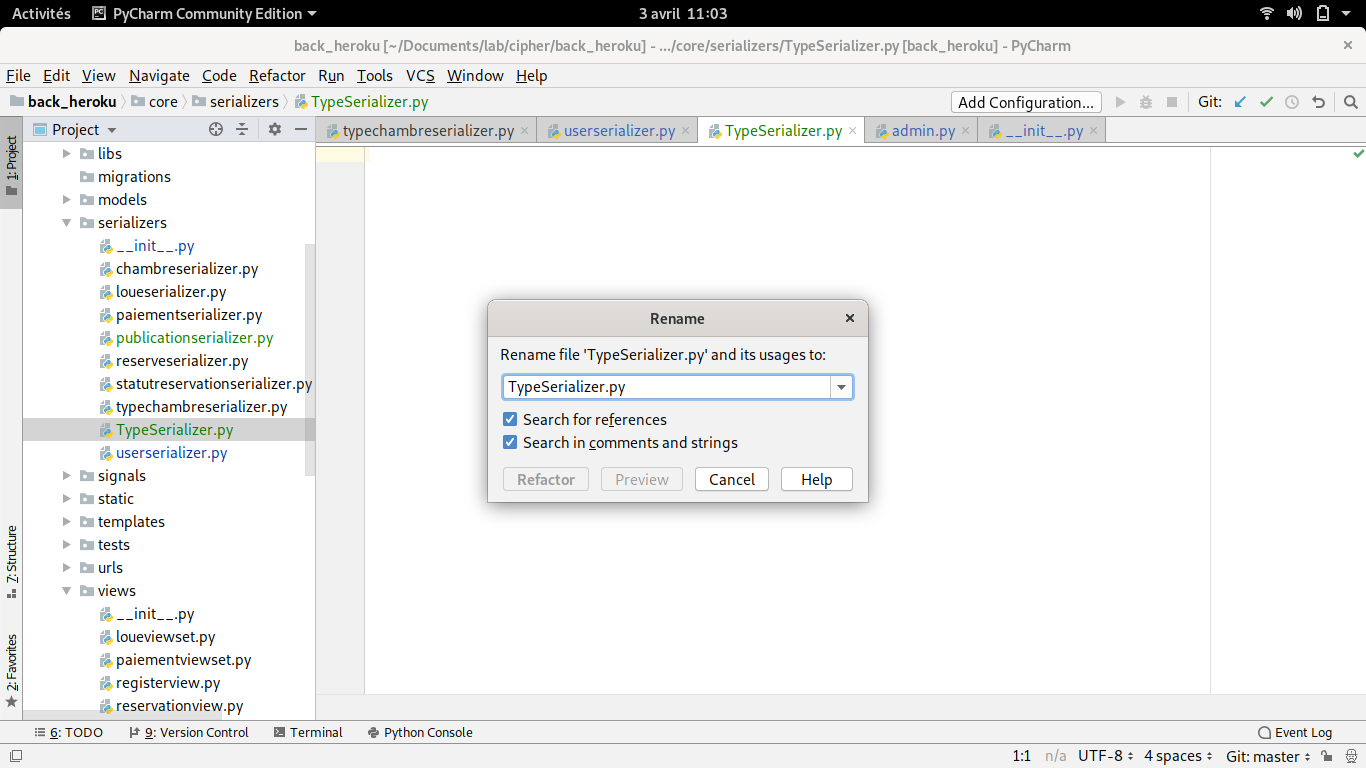 Activités PyCharm Community Edition 3 avril 11:03
back_heroku [~/Documents/lab/cipher/back_heroku] - .../core/serializers/TypeSerializer.py [back_heroku] - PyCharm
File Edit View Navigate Code Refactor Run Tools VCS Window Help
back_heroku core serializers TypeSerializer.py Add Configuration... Git:
1: Project
Project
typechambreserializer.py userserializer.py TypeSerializer.py admin.py __init__.py
libs
migrations
models
serializers
__init__.py
chambreserializer.py
loueserializer.py
paiementserializer.py
publicationserializer.py
reserveserializer.py
statutreservationserializer.py
typechambreserializer.py
TypeSerializer.py
userserializer.py
signals
static
templates
tests
urls
views
__init__.py
loueviewset.py
paiementviewset.py
registerview.py
reservationview.py
7: Structure
2: Favorites
Rename
Rename file 'TypeSerializer.py' and its usages to:
TypeSerializer.py
Search for references
Search in comments and strings
Refactor Preview Cancel Help
6: TODO 9: Version Control Terminal Python Console Event Log
1:1 n/a UTF-8 4 spaces Git: master